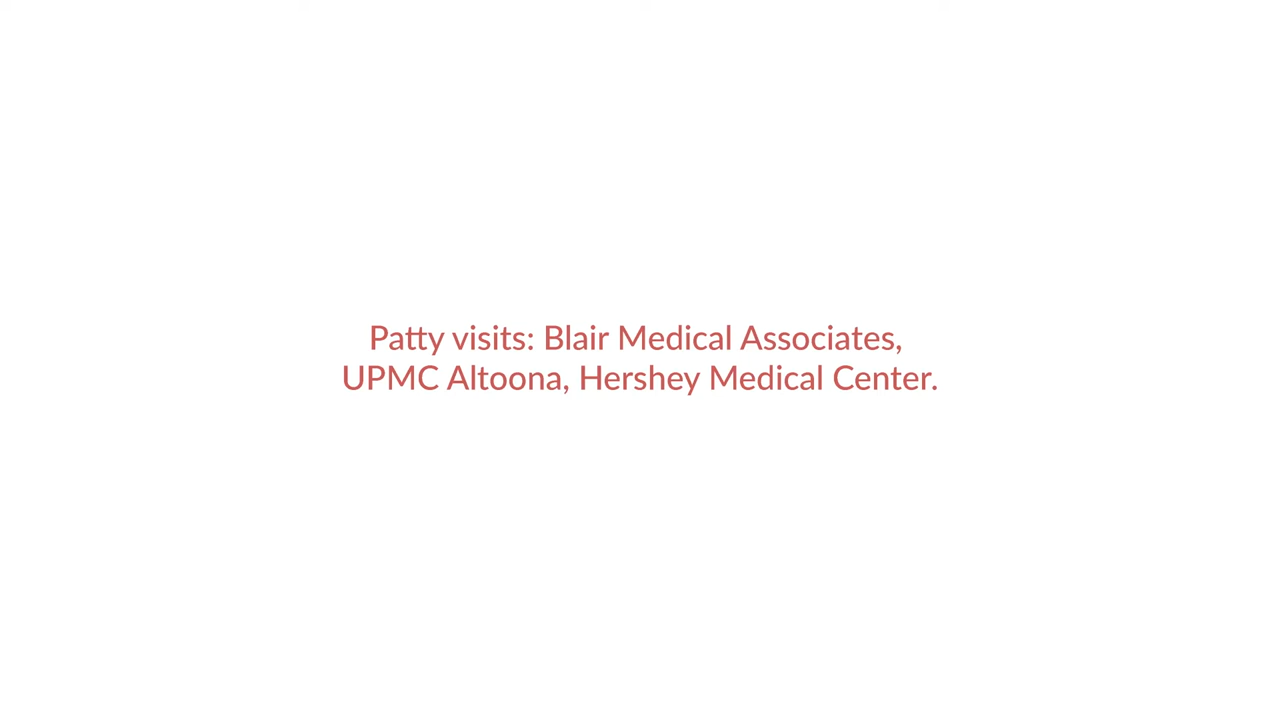 Patty visits: Blair Medical Associates,
UPMC Altoona, Hershey Medical Center.